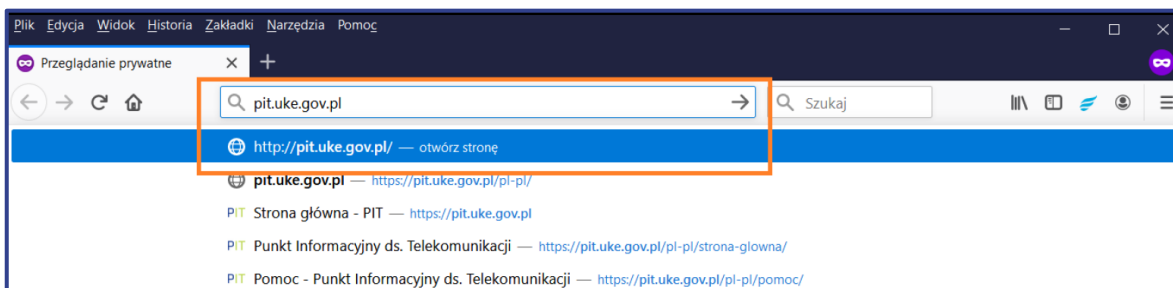 Plik Edycja Widok Historia Zakładki Narzędzia Pomoc
Przeglądanie prywatne
pit.uke.gov.pl Szukaj
http://pit.uke.gov.pl/ — otwórz stronę
pit.uke.gov.pl — https://pit.uke.gov.pl/pl-pl/
PIT Strona główna - PIT — https://pit.uke.gov.pl
PIT Punkt Informacyjny ds. Telekomunikacji — https://pit.uke.gov.pl/pl-pl/strona-glowna/
PIT Pomoc - Punkt Informacyjny ds. Telekomunikacji — https://pit.uke.gov.pl/pl-pl/pomoc/